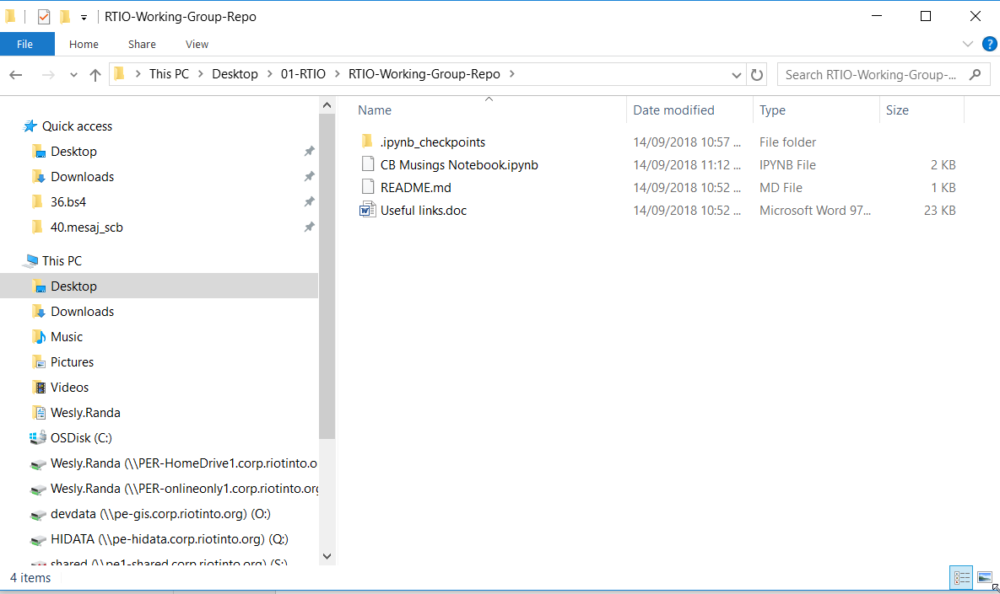 RTIO-Working-Group-Repo
File Home Share View
This PC Desktop 01-RTIO RTIO-Working-Group-Repo
Search RTIO-Working-Group-...
Quick access
Desktop
Downloads
36.bs4
40.mesaj_scb
This PC
Desktop
Downloads
Music
Pictures
Videos
Wesly.Randa
OSDisk (C:)
Wesly.Randa (\\PER-HomeDrive1.corp.riotinto.o
Wesly.Randa (\\PER-onlineonly1.corp.riotinto.org
devdata (\\pe-gis.corp.riotinto.org) (O:)
HIDATA (\\pe-hidata.corp.riotinto.org) (Q:)
shared (\\pe1-shared.corp.riotinto.org) (S:)
Name Date modified Type Size
.ipynb_checkpoints 14/09/2018 10:57 ... File folder
CB Musings Notebook.ipynb 14/09/2018 11:12 ... IPYNB File 2 KB
README.md 14/09/2018 10:52 ... MD File 1 KB
Useful links.doc 14/09/2018 10:52 ... Microsoft Word 97... 23 KB
4 items